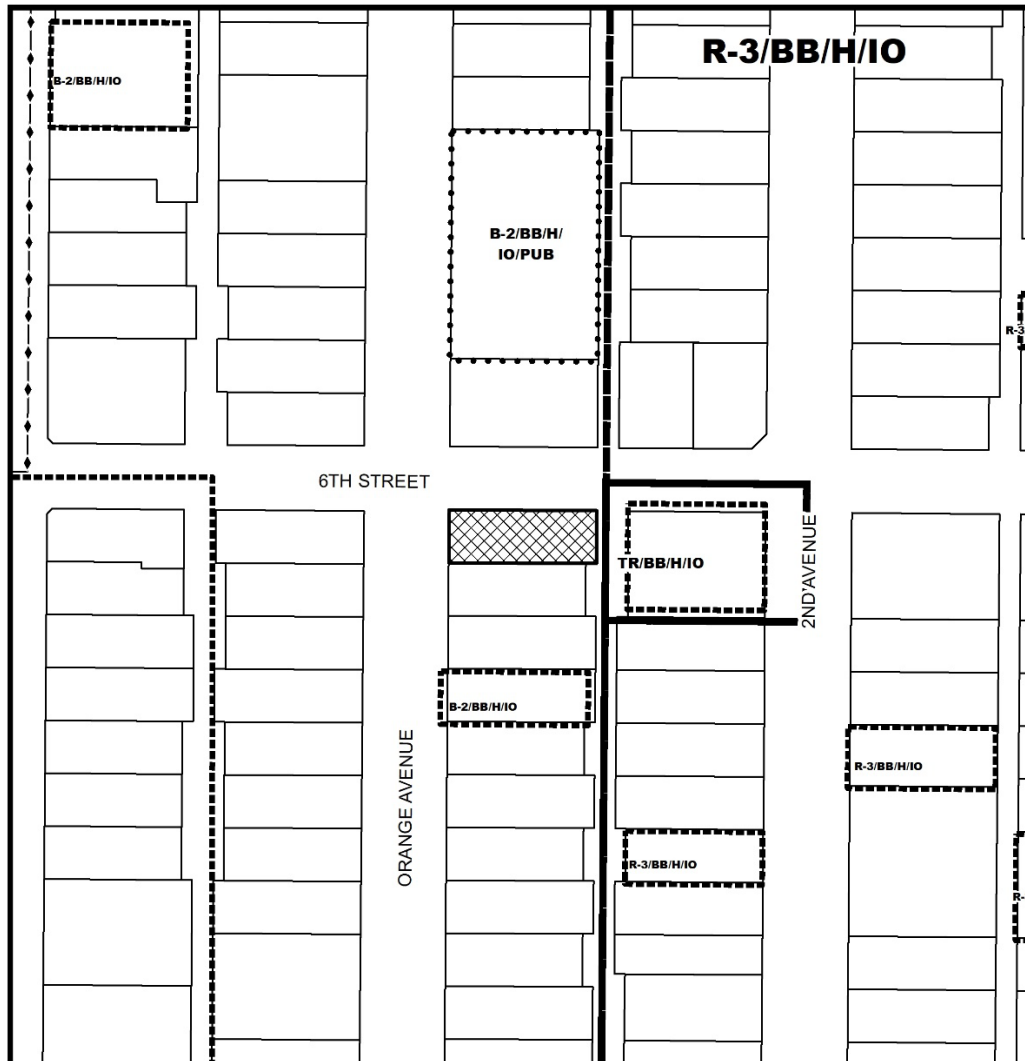 R-3/BB/H/IO
B-2/BB/H/IO
B-2/BB/H/
IO/PUB
R-3
6TH STREET
TR/BB/H/IO
2ND AVENUE
B-2/BB/H/IO
ORANGE AVENUE
R-3/BB/H/IO
R-3/BB/H/IO
R-